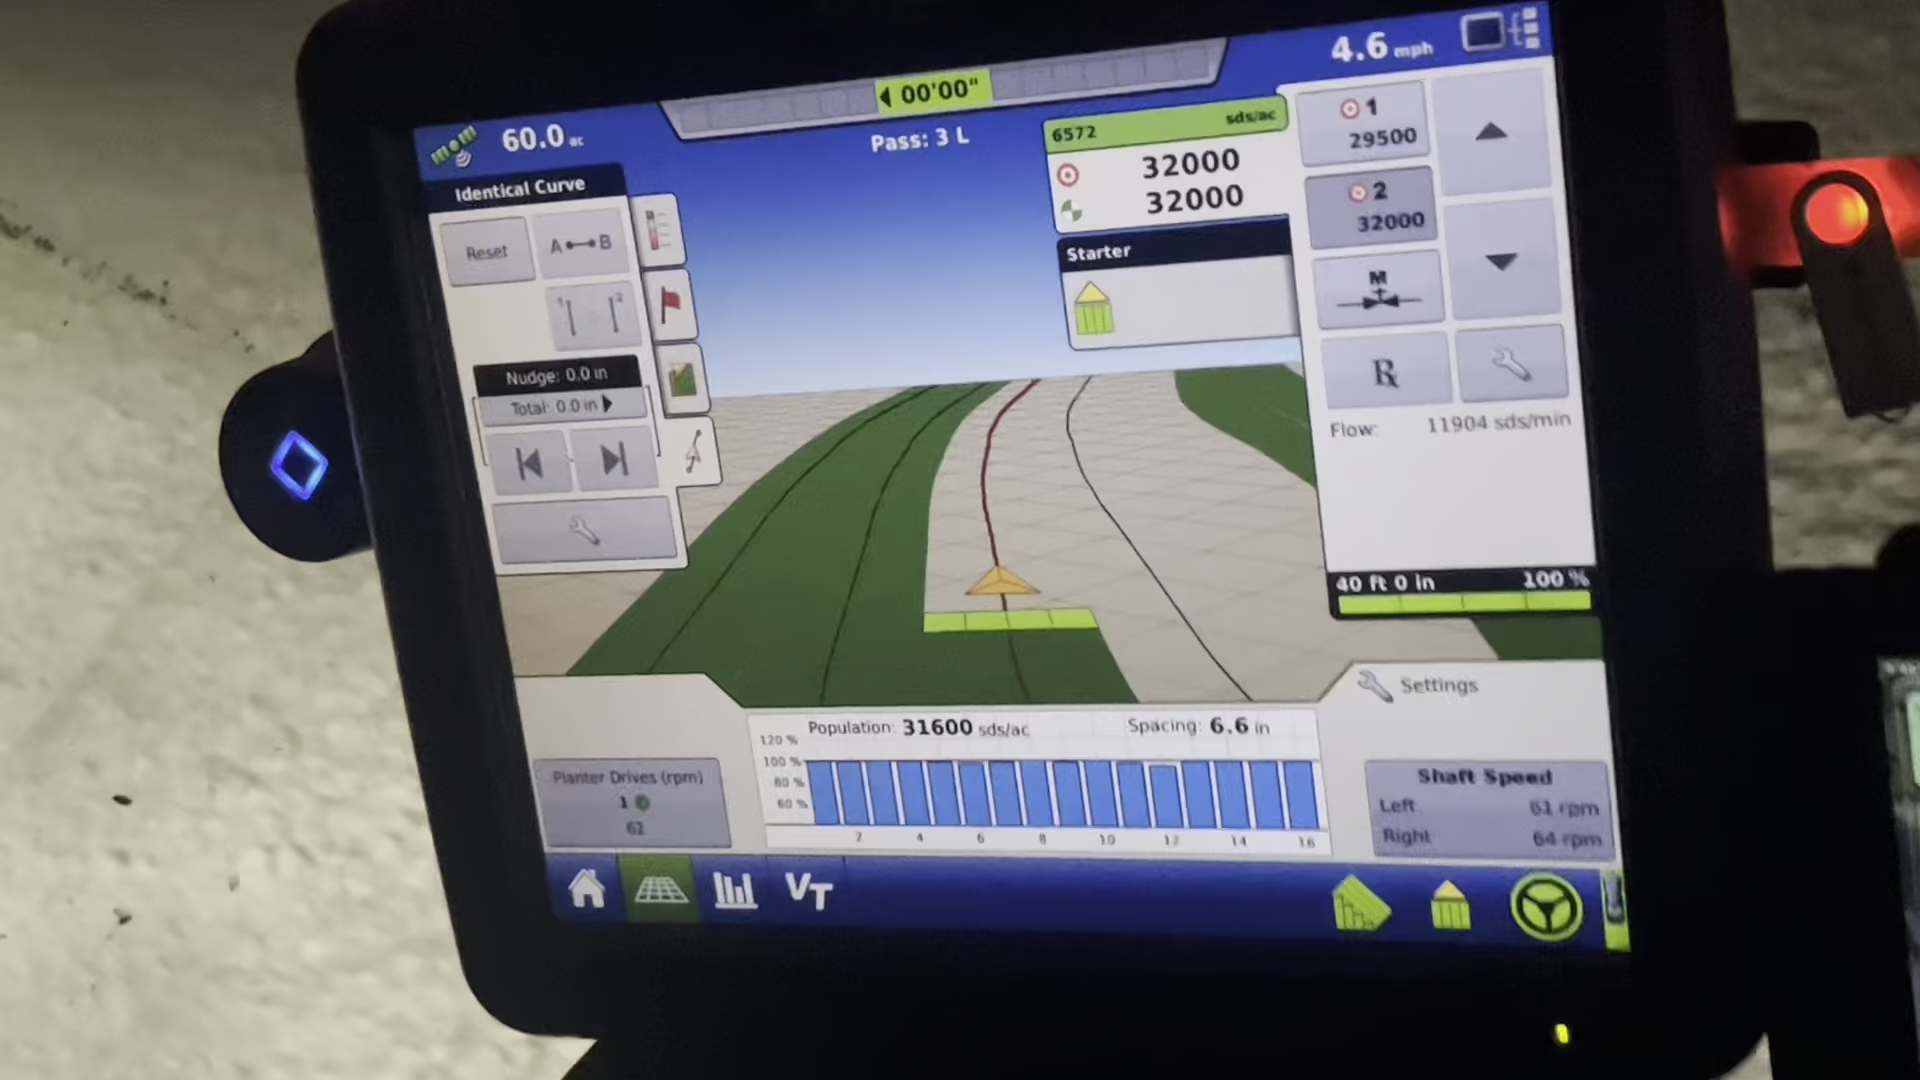 4.6 mph
00'00"
60.0 ac
Pass: 3 L
6572 sds/ac
32000
32000
1
29500
2
32000
Identical Curve
Reset
A B
1 2
Starter
M
Rx
Nudge: 0.0 in
Total: 0.0 in
Flow: 11904 sds/min
40 ft 0 in 100 %
Settings
Population: 31600 sds/ac Spacing: 6.6 in
120 %
100 %
80 %
60 %
2 4 6 8 10 12 14 16
Planter Drives (rpm)
1
62
Shaft Speed
Left 61 rpm
Right 64 rpm
VT